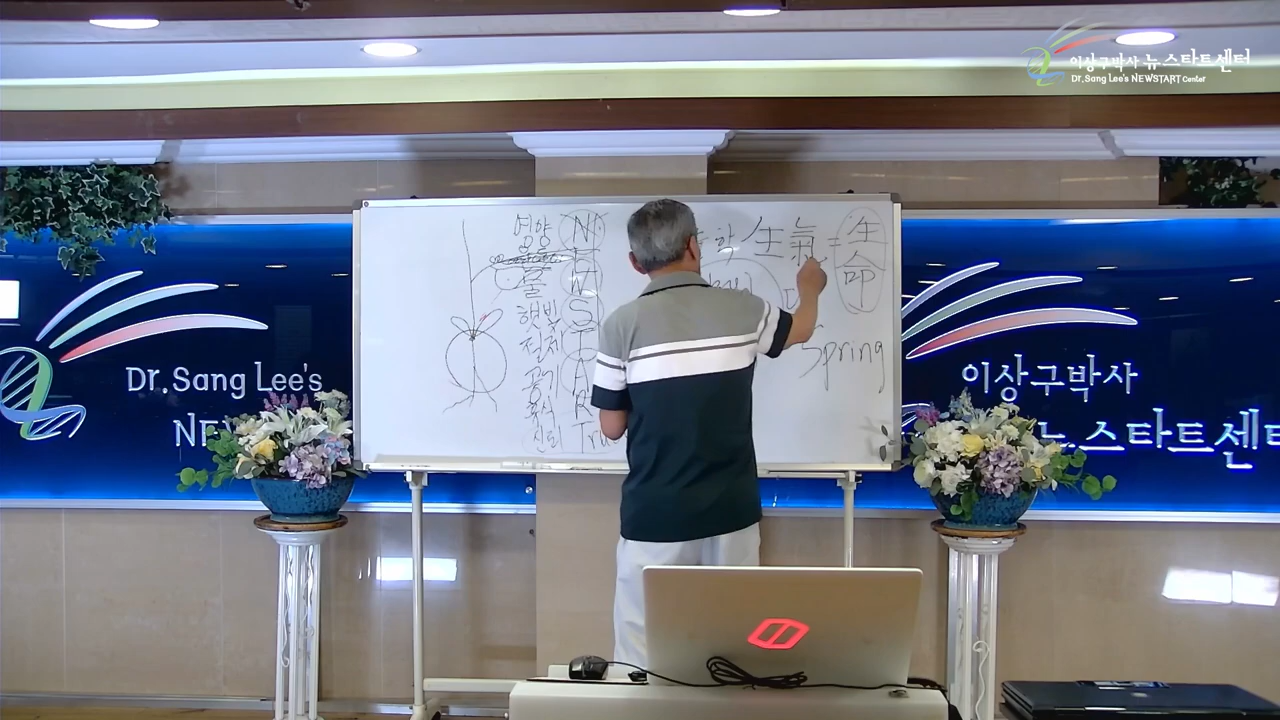 이상구박사 뉴스타트센터
Dr.Sang Lee's NEWSTART Center
Dr.Sang Lee's
이상구박사
뉴스타트센터
영양 N
물 W
햇빛 S
절제 T
공기 A
휴식 R
신뢰 Tru
生氣 = 生命
Spring